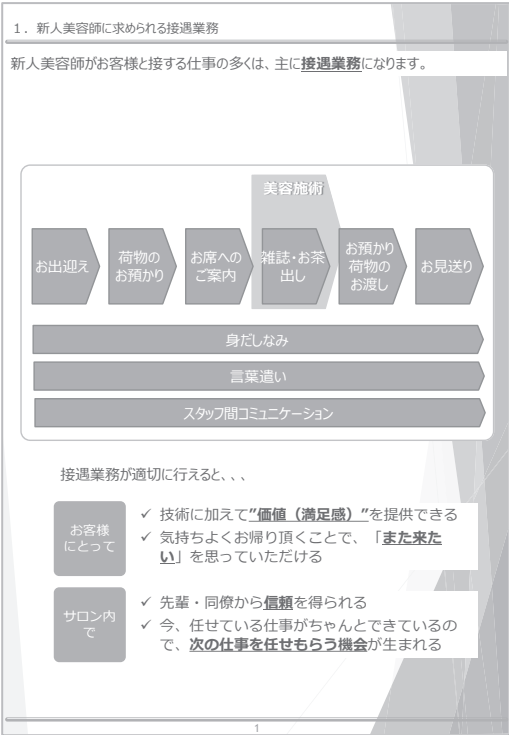 1．新人美容師に求められる接遇業務
新人美容師がお客様と接する仕事の多くは、主に接遇業務になります。
美容施術
お出迎え
荷物の
お預かり
お席への
ご案内
雑誌・お茶
出し
お預かり
荷物の
お渡し
お見送り
身だしなみ
言葉遣い
スタッフ間コミュニケーション
接遇業務が適切に行えると、、、
お客様
にとって
✓ 技術に加えて”価値（満足感）”を提供できる
✓ 気持ちよくお帰り頂くことで、「また来た
い」を思っていただける
サロン内
で
✓ 先輩・同僚から信頼を得られる
✓ 今、任せている仕事がちゃんとできているの
で、次の仕事を任せもらう機会が生まれる
1